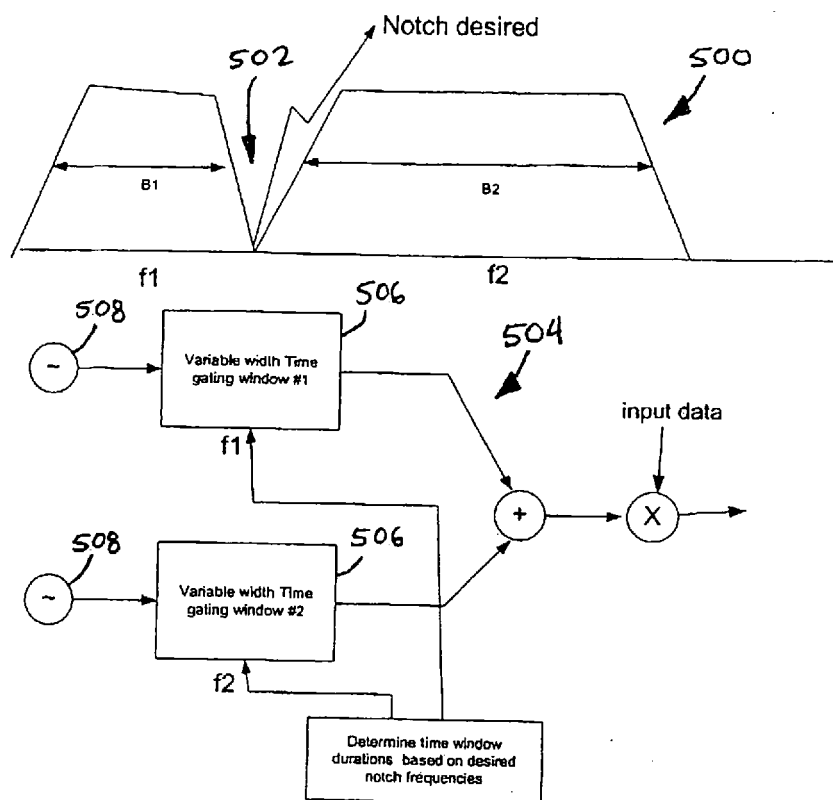 Notch desired
502
500
B1
B2
f1
f2
508
506
504
~
Variable width Time
gating window #1
input data
f1
+
X
508
506
~
Variable width Time
gating window #2
f2
Determine time window
durations based on desired
notch frequencies